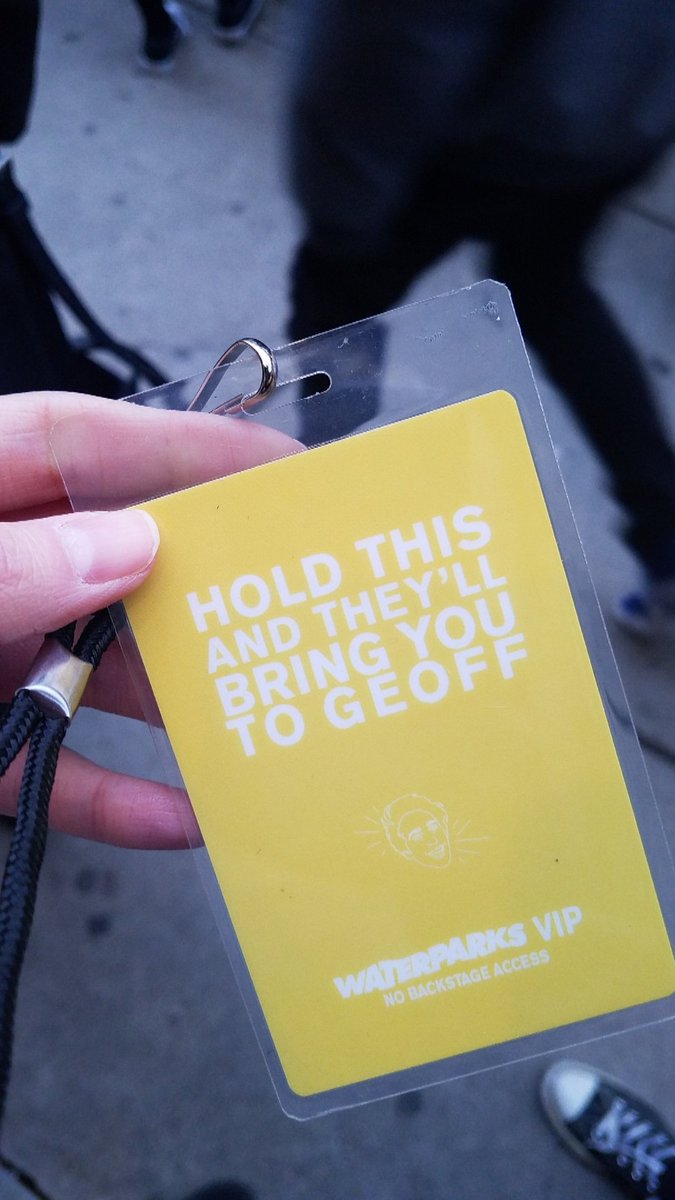 HOLD THIS
AND THEY'LL
BRING YOU
TO GEOFF
WATERPARKS VIP
NO BACKSTAGE ACCESS